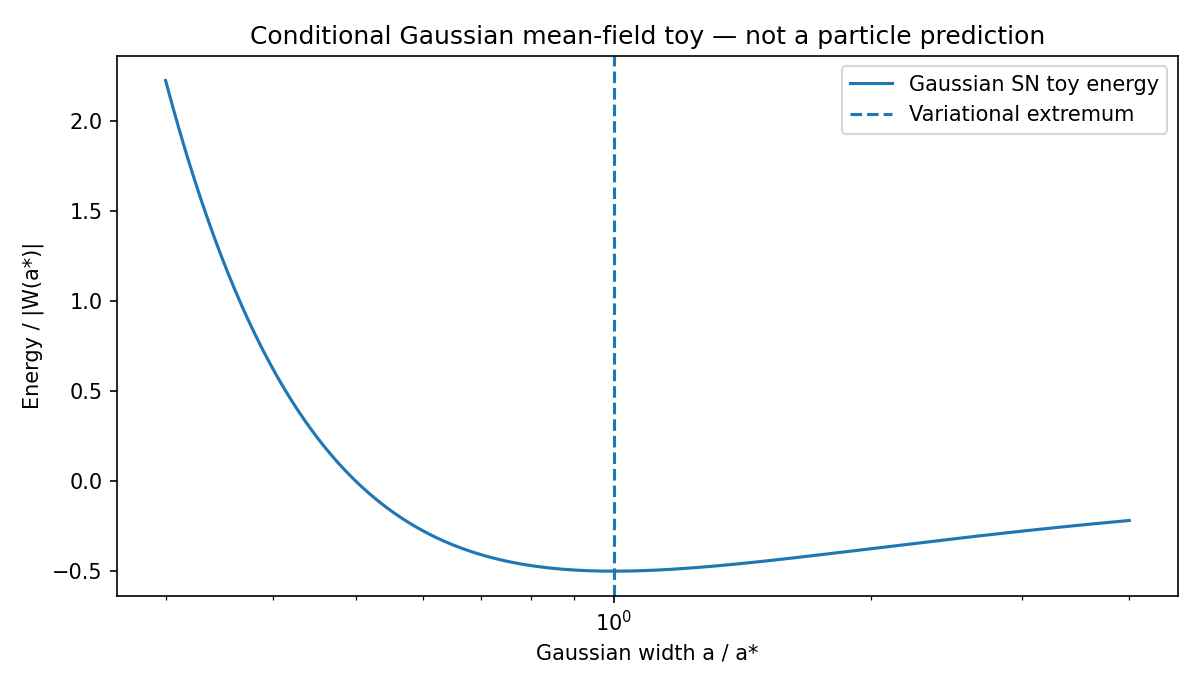 Conditional Gaussian mean-field toy — not a particle prediction
Gaussian SN toy energy
Variational extremum
2.0
1.5
1.0
0.5
0.0
−0.5
Energy / |W(a*)|
10⁰
Gaussian width a / a*